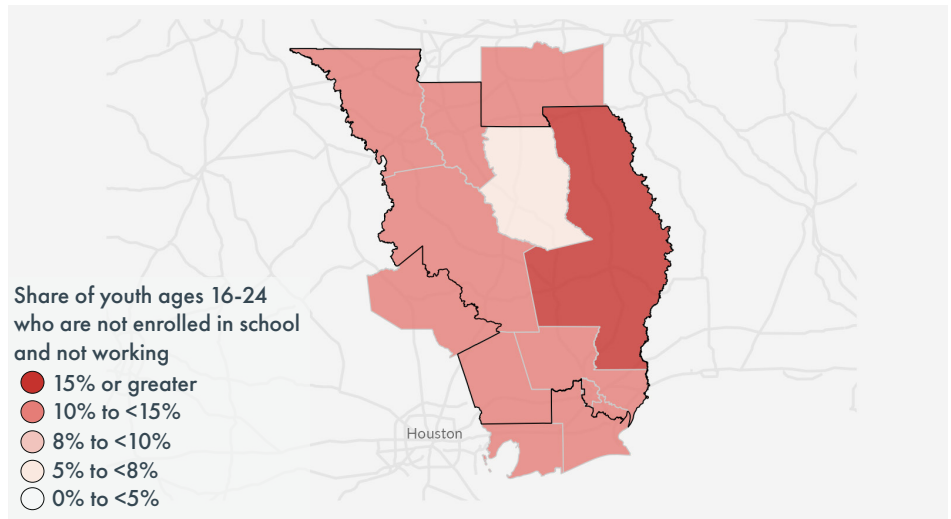 Share of youth ages 16-24
who are not enrolled in school
and not working
15% or greater
10% to <15%
8% to <10%
5% to <8%
0% to <5%
Houston